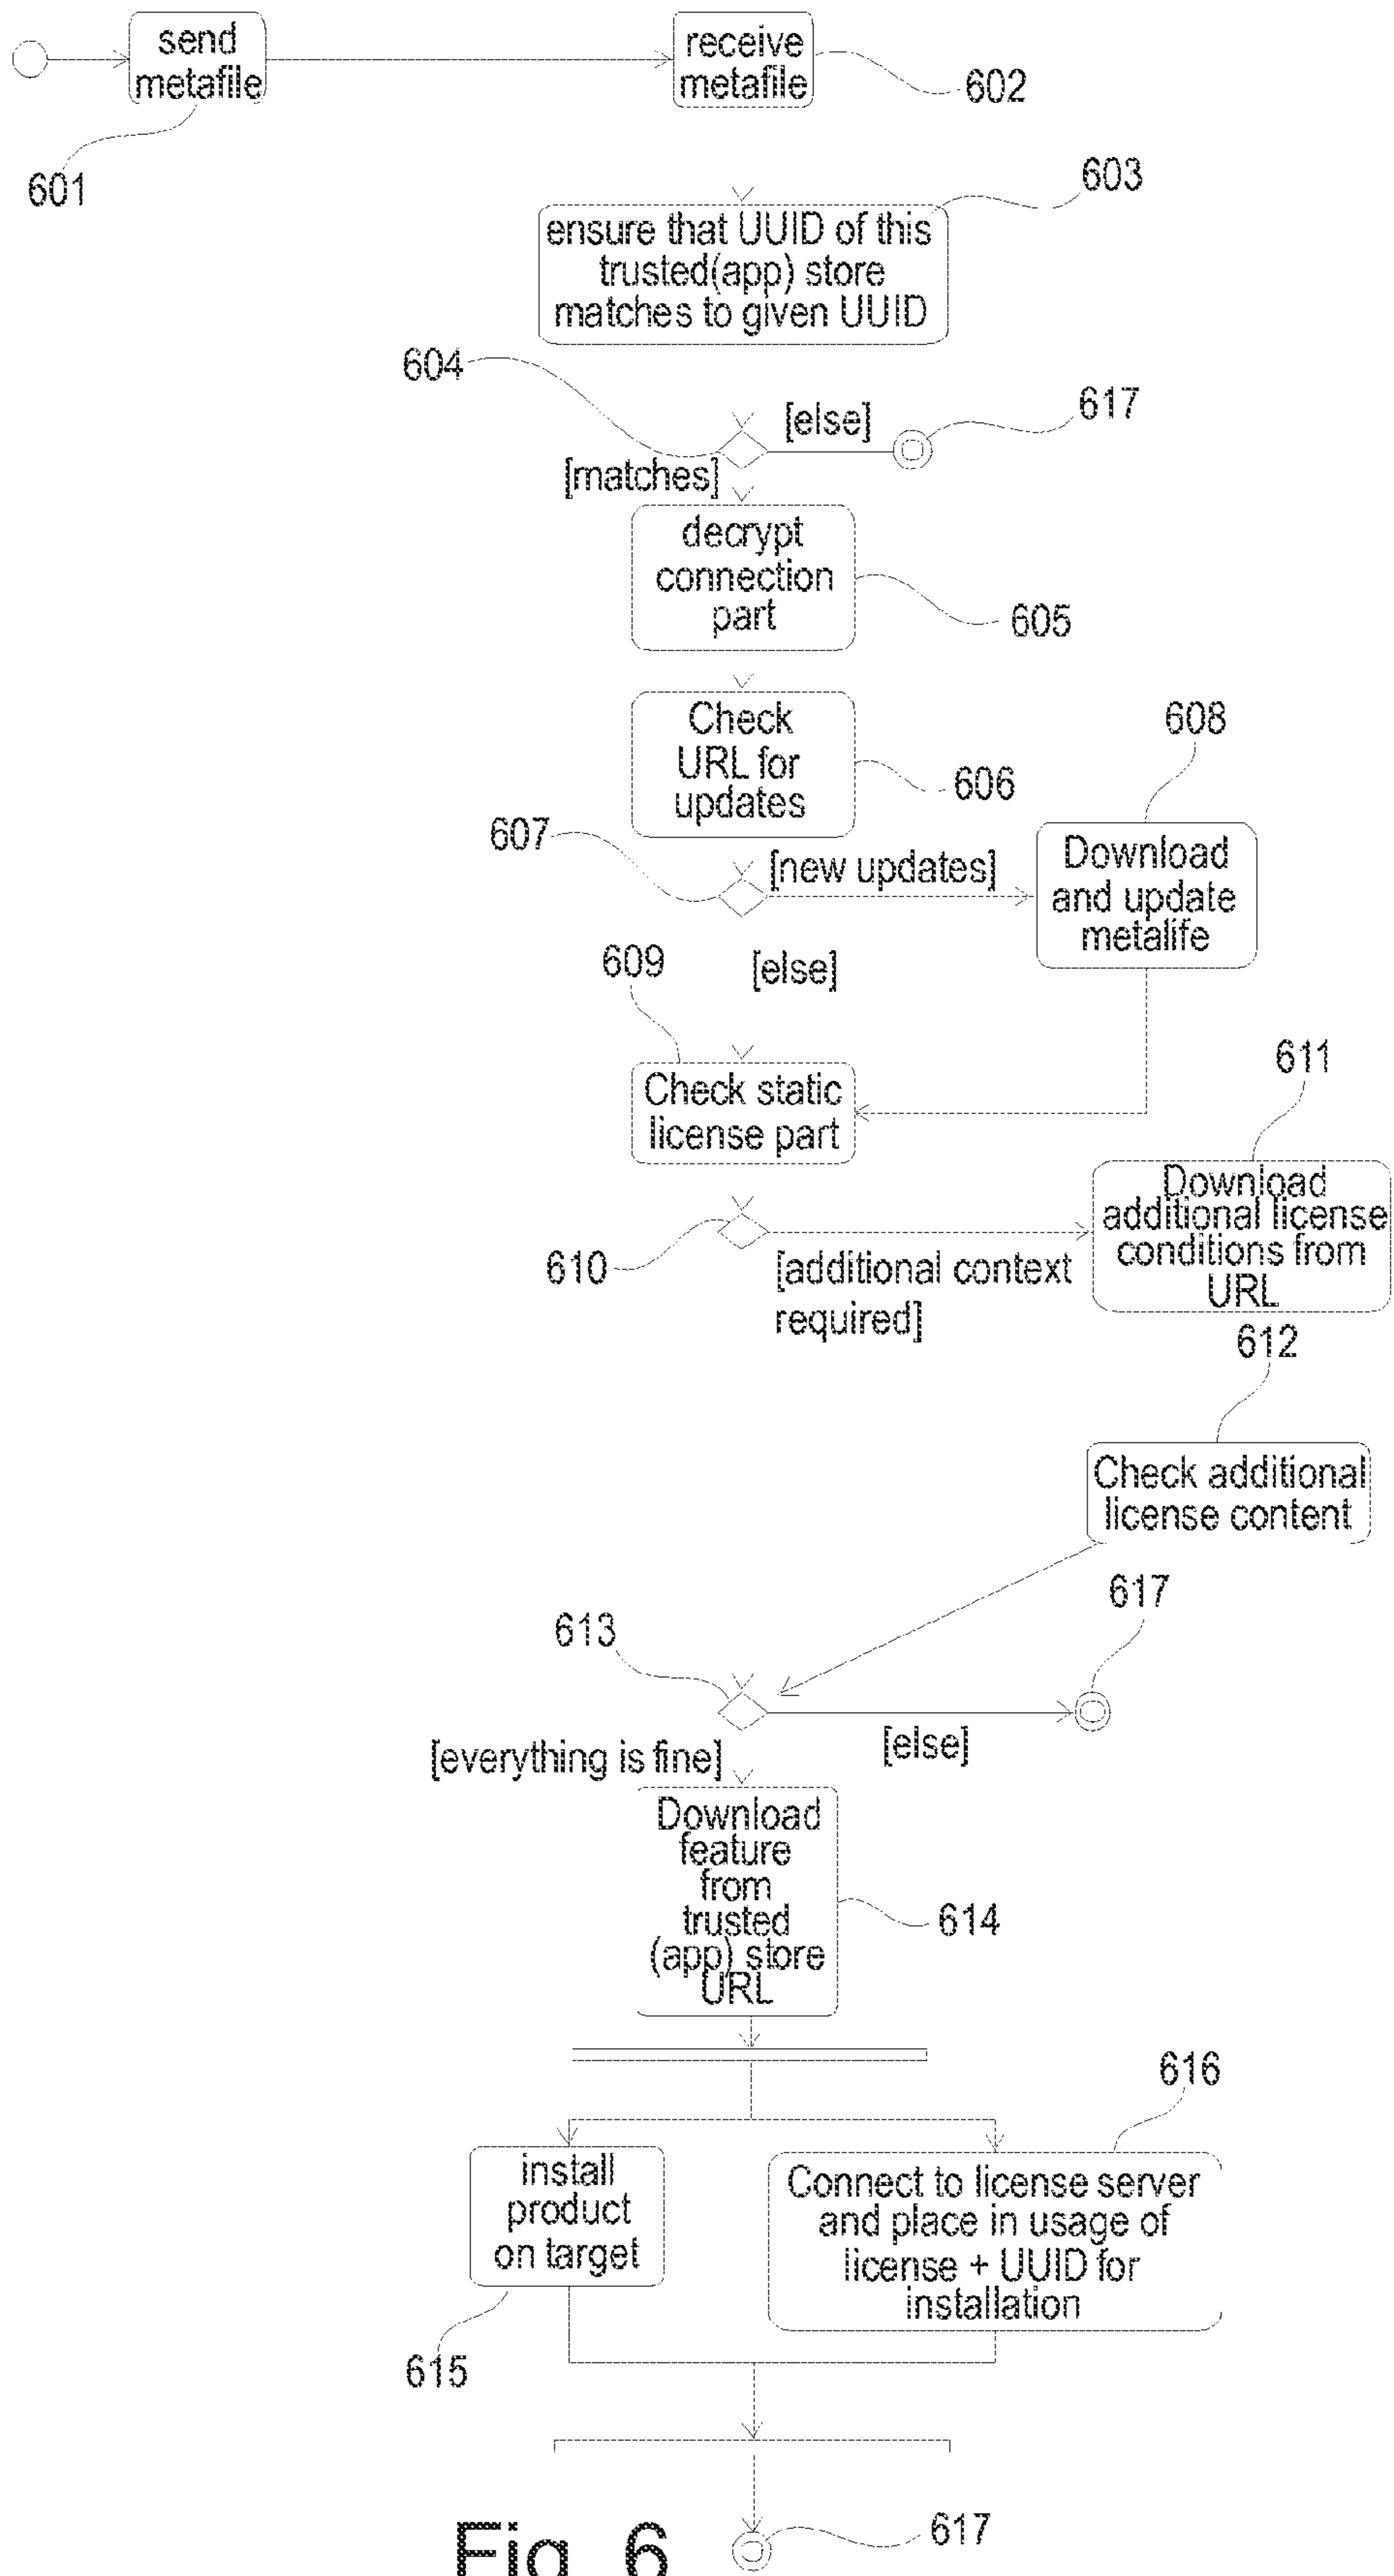 send
metafile
receive
metafile
602
601
603
ensure that UUID of this
trusted(app) store
matches to given UUID
604
[else]
617
[matches]
decrypt
connection
part
605
Check
URL for
updates
606
608
607
[new updates]
Download
and update
metalife
609
[else]
Check static
license part
611
Download
additional license
conditions from
URL
610
[additional context
required]
612
Check additional
license content
617
613
[everything is fine]
[else]
Download
feature
from
trusted
(app) store
URL
614
616
install
product
on target
Connect to license server
and place in usage of
license + UUID for
installation
615
617
Fig. 6